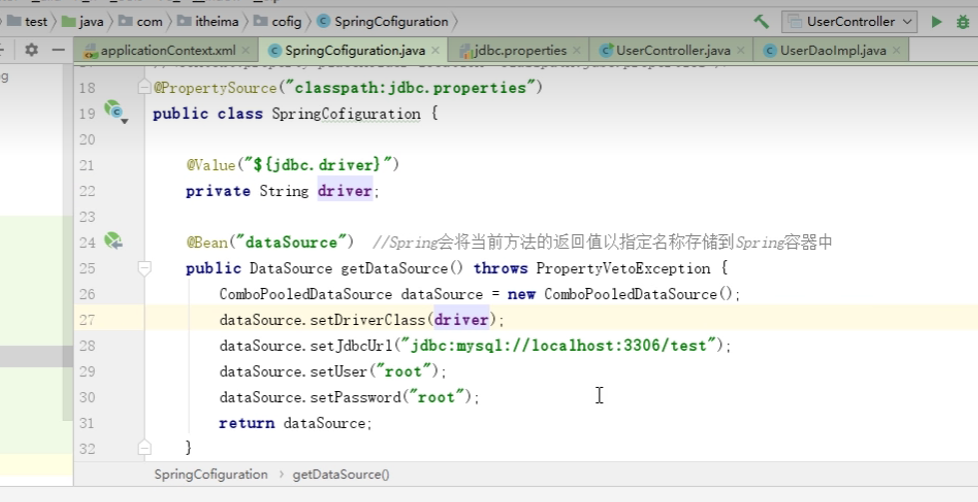 test java com itheima cofig SpringCofiguration UserController
applicationContext.xml SpringCofiguration.java jdbc.properties UserController.java UserDaoImpl.java
18 @PropertySource("classpath:jdbc.properties")
19 public class SpringCofiguration {
20
21 @Value("${jdbc.driver}")
22 private String driver;
23
24 @Bean("dataSource") //Spring会将当前方法的返回值以指定名称存储到Spring容器中
25 public DataSource getDataSource() throws PropertyVetoException {
26 ComboPooledDataSource dataSource = new ComboPooledDataSource();
27 dataSource.setDriverClass(driver);
28 dataSource.setJdbcUrl("jdbc:mysql://localhost:3306/test");
29 dataSource.setUser("root");
30 dataSource.setPassword("root");
31 return dataSource;
32 }
SpringCofiguration › getDataSource()